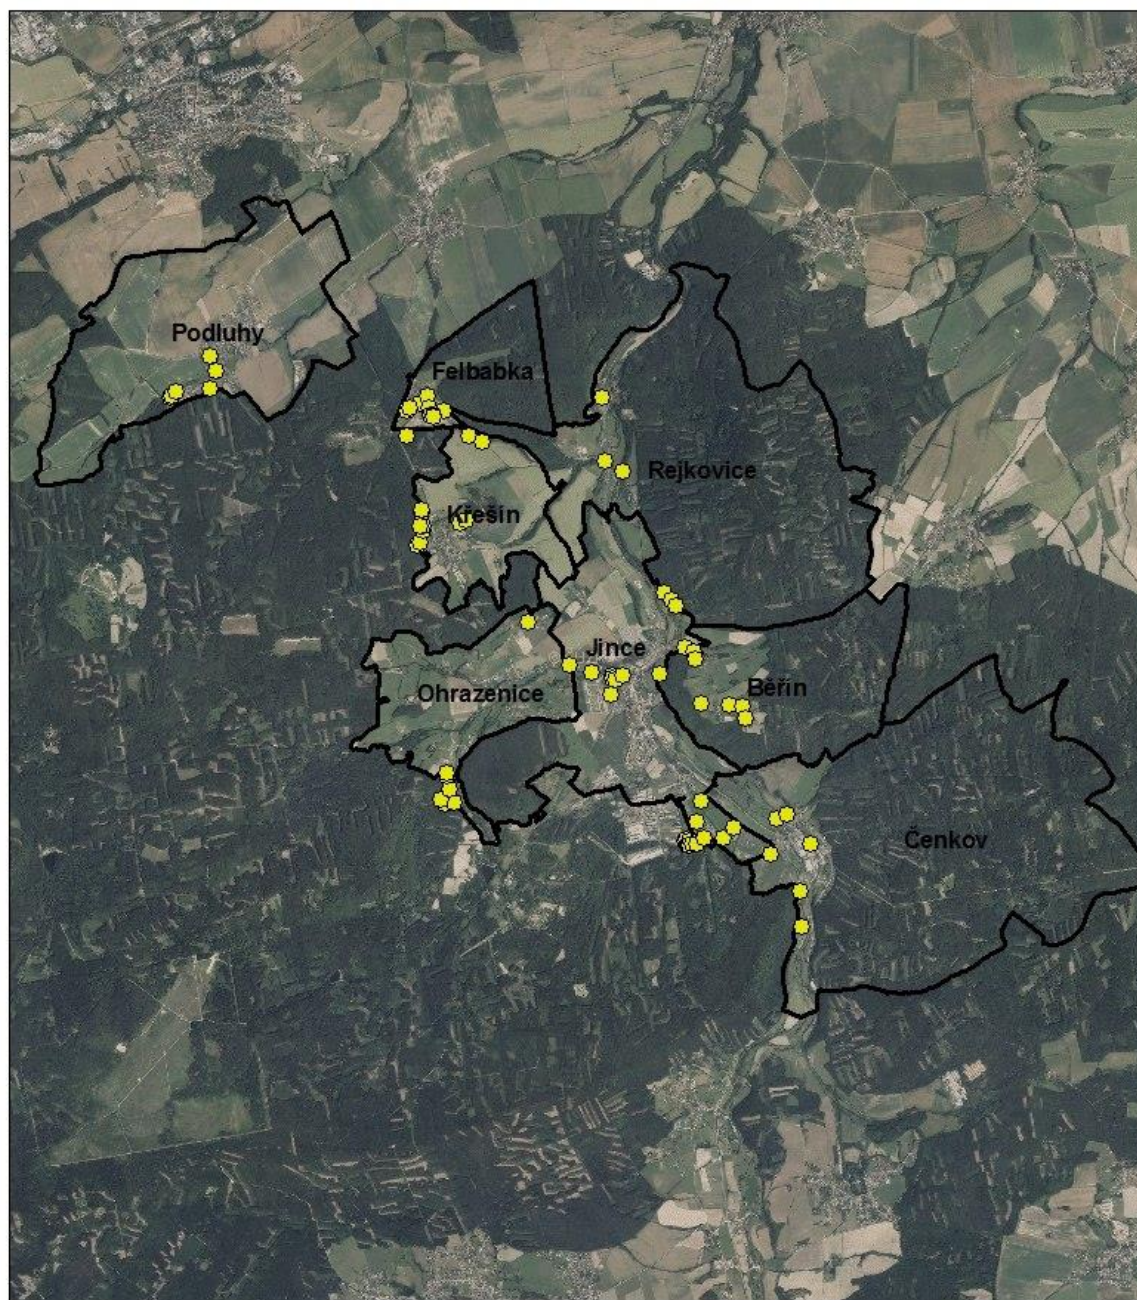 Podluhy
Felbabka
Rejkovice
Křešín
Jince
Ohrazenice
Běřín
Čenkov